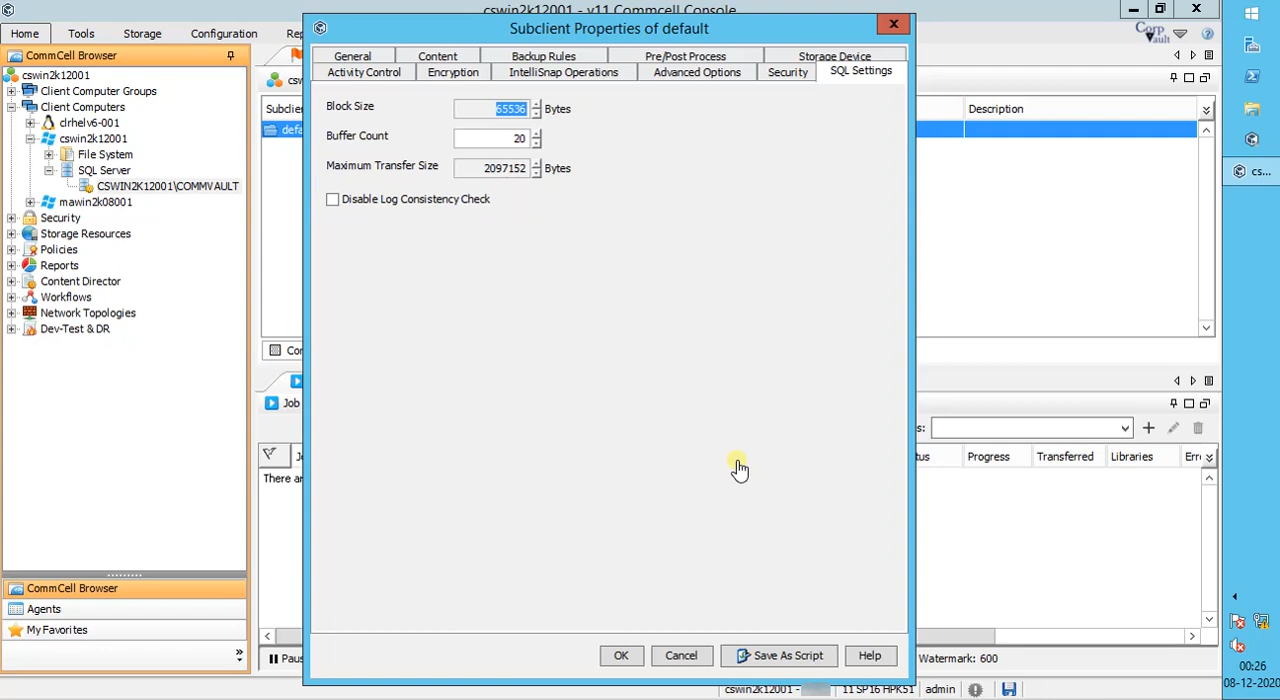 cswin2k12001 - v11 Commcell Console
Home Tools Storage Configuration
CommCell Browser
cswin2k12001
Client Computer Groups
Client Computers
clrhelv6-001
cswin2k12001
File System
SQL Server
CSWIN2K12001\COMMVAULT
mawin2k08001
Security
Storage Resources
Policies
Reports
Content Director
Workflows
Network Topologies
Dev-Test & DR
CommCell Browser
Agents
My Favorites
Subclient Properties of default
General Content Backup Rules Pre/Post Process Storage Device
Activity Control Encryption IntelliSnap Operations Advanced Options Security SQL Settings
Block Size 65536 Bytes
Buffer Count 20
Maximum Transfer Size 2097152 Bytes
Disable Log Consistency Check
OK Cancel Save As Script Help
Description
Job
Progress Transferred Libraries
There
Watermark: 600
cswin2k12001 - 11 SP16 HPK51 admin
Corp Vault
cs...
00:26
08-12-2020